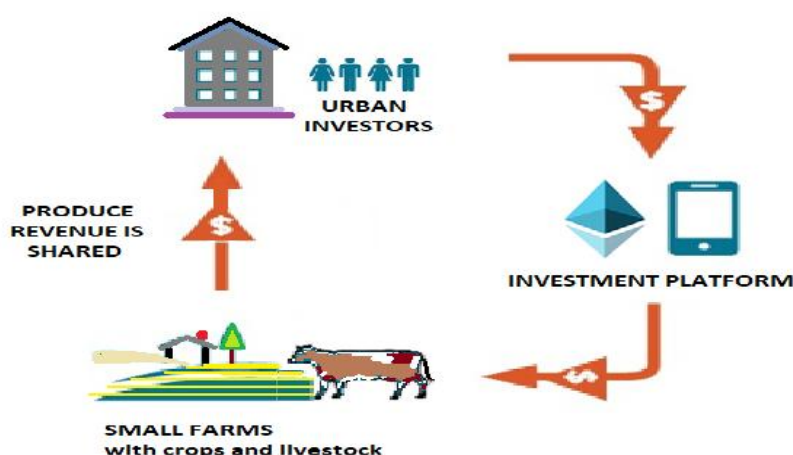 URBAN
INVESTORS
$
PRODUCE
REVENUE IS
SHARED
$
INVESTMENT PLATFORM
$
SMALL FARMS
with crops and livestock